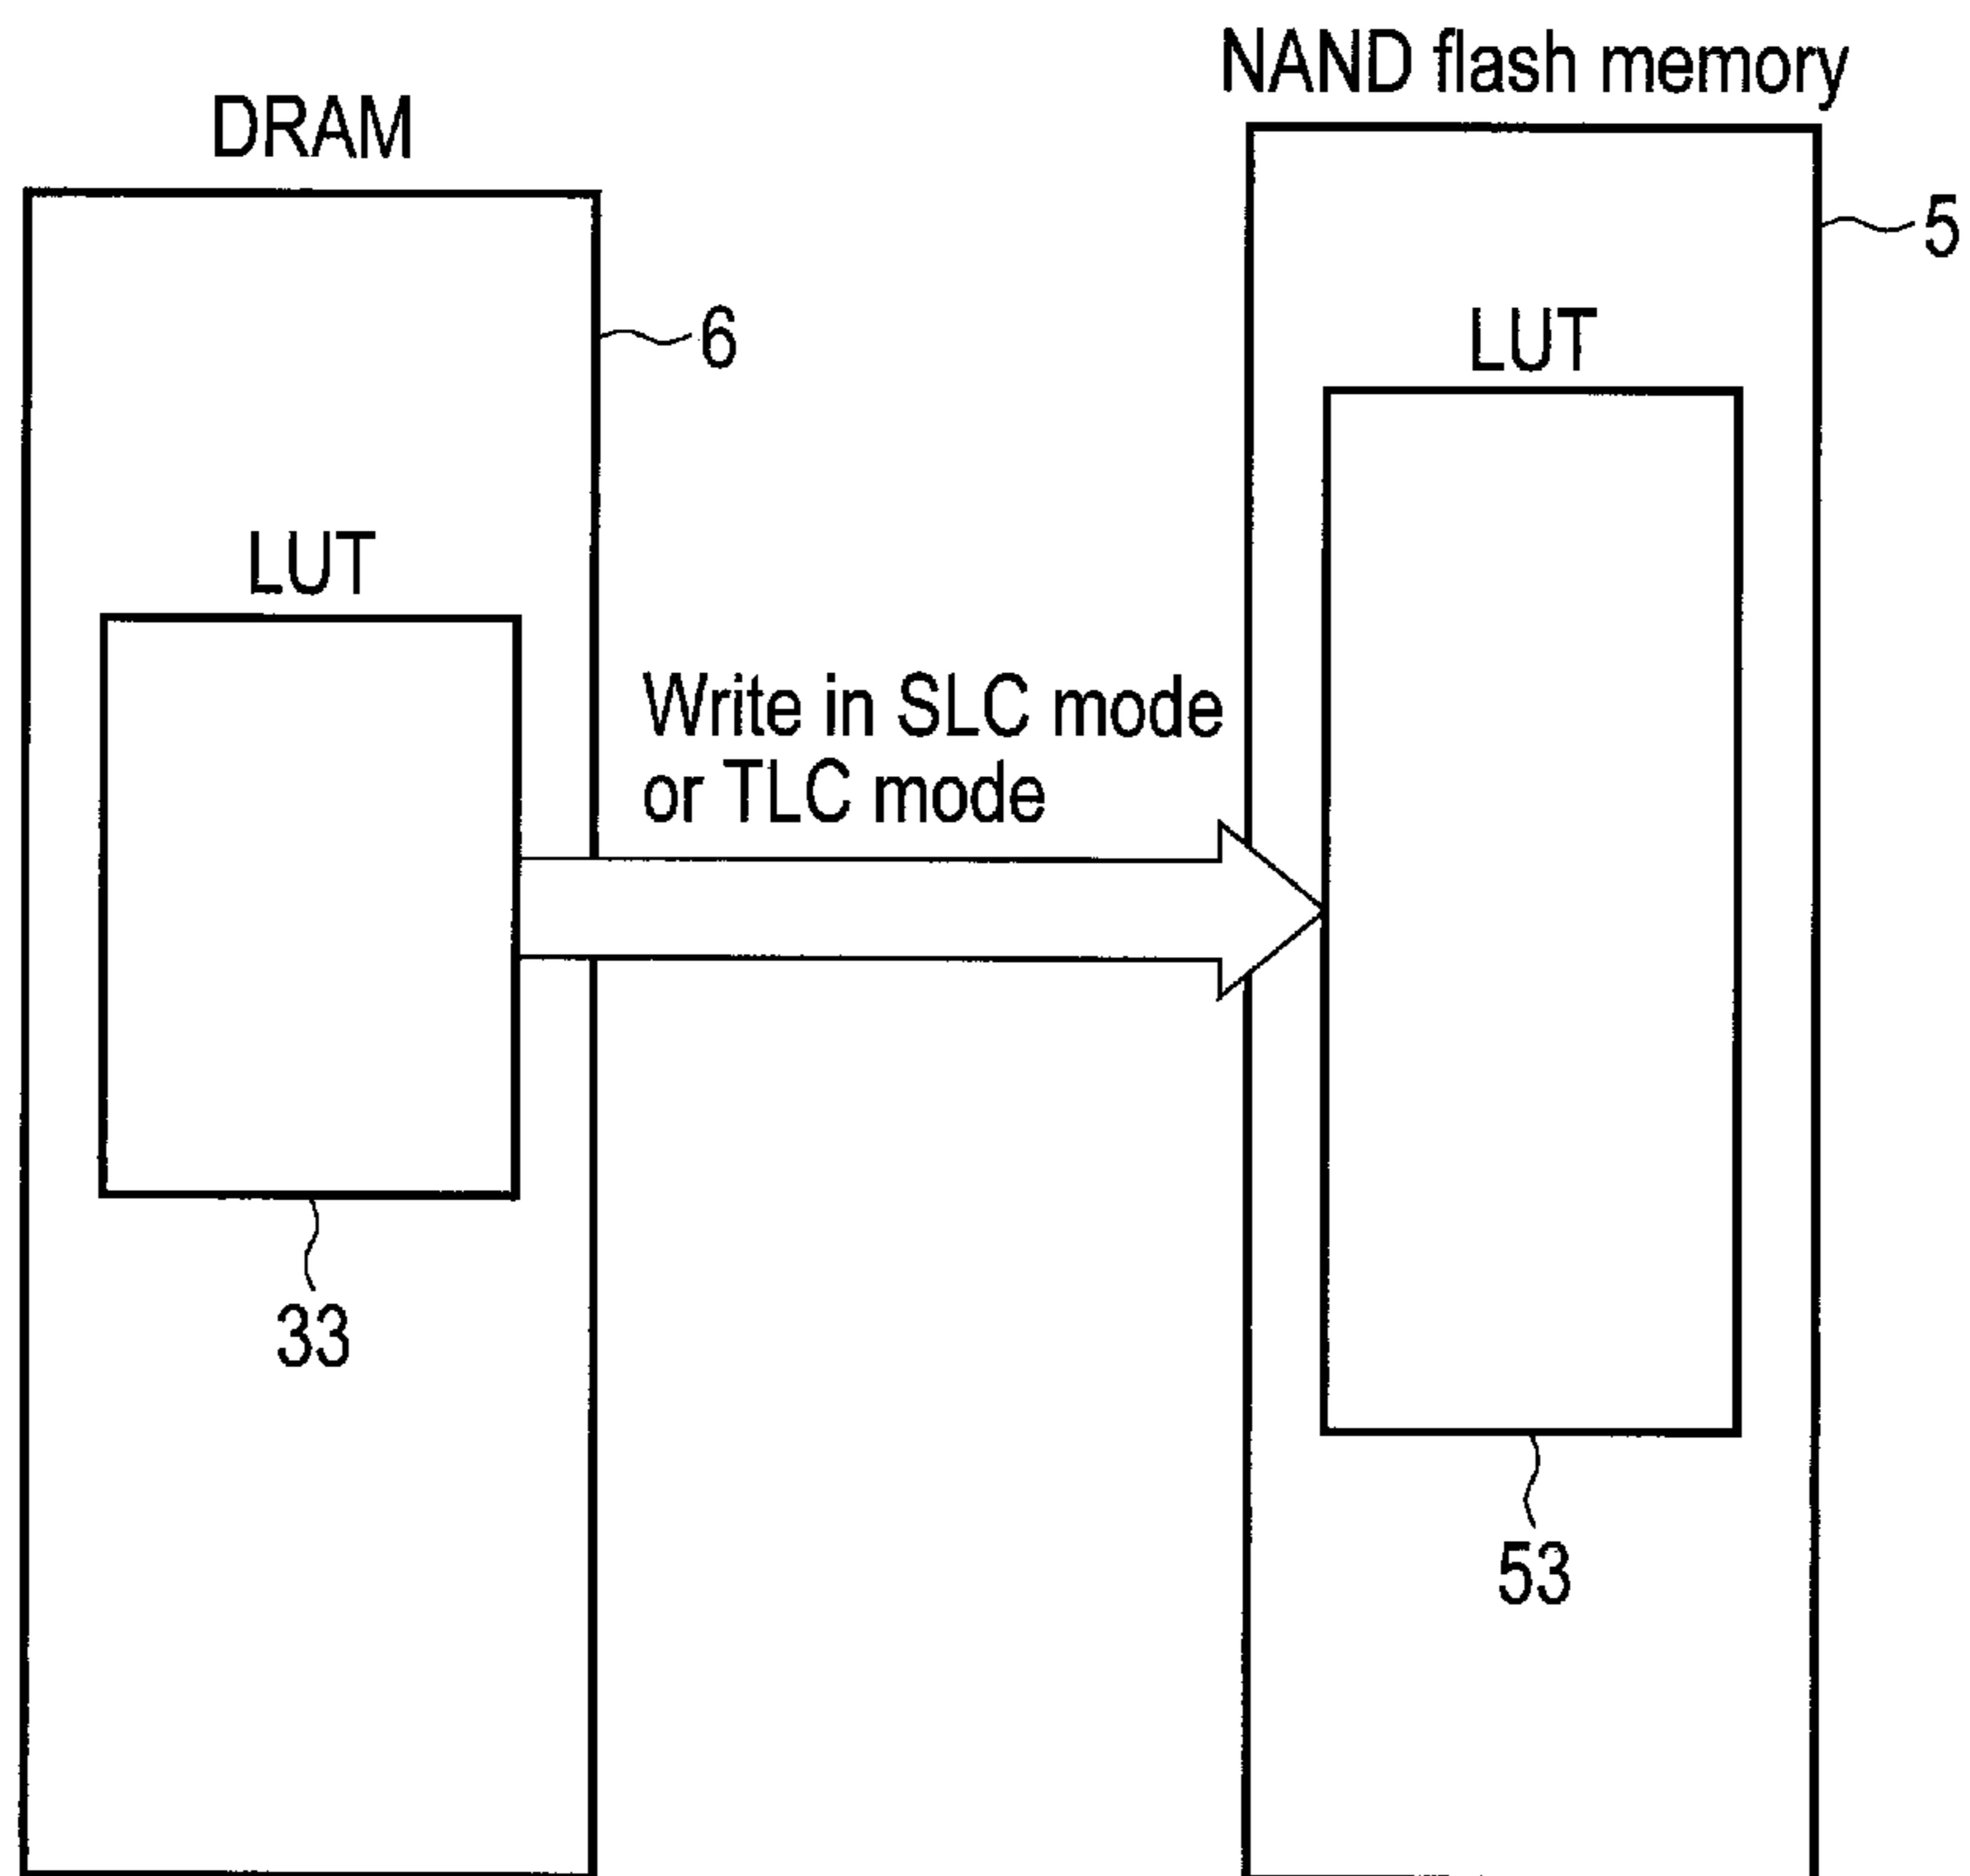 NAND flash memory
DRAM
5
6
LUT
LUT
Write in SLC mode
or TLC mode
33
53